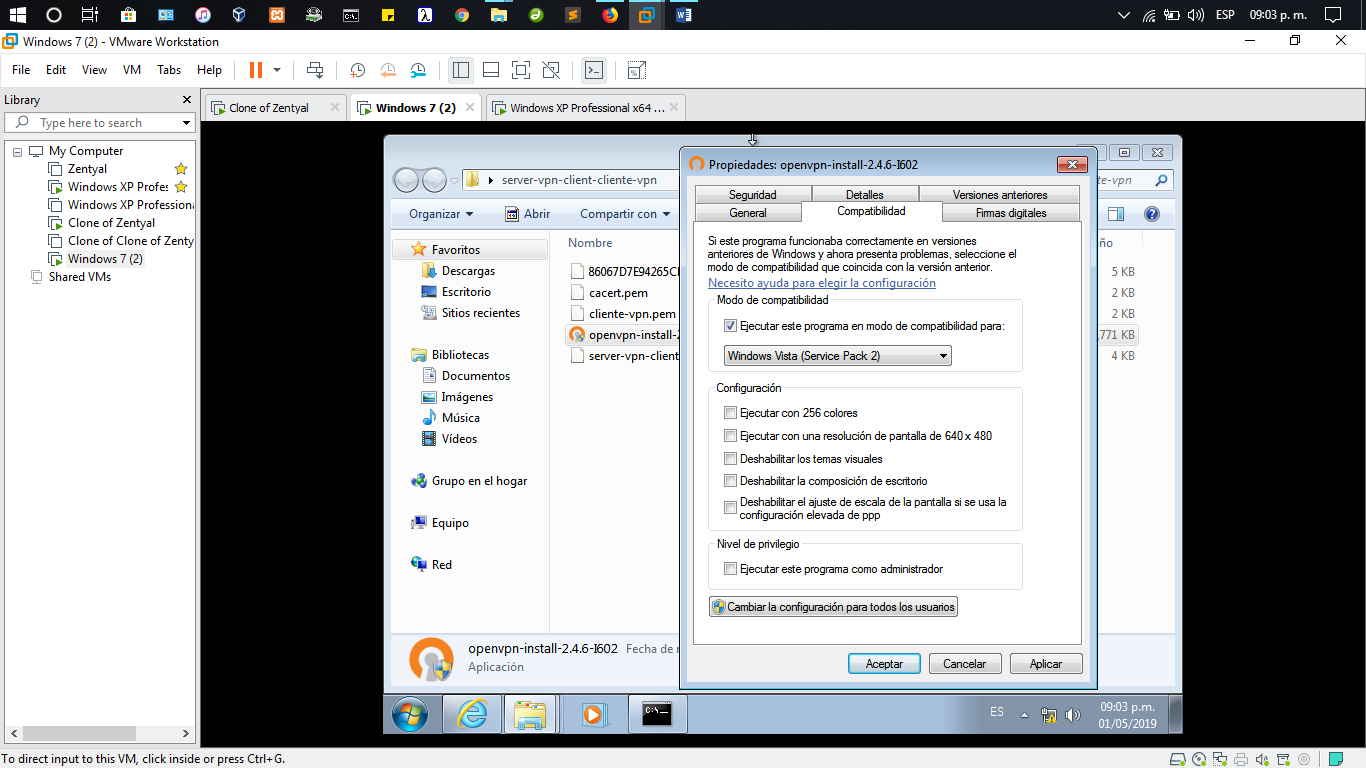 ESP
09:03 p. m.
Windows 7 (2) - VMware Workstation
File Edit View VM Tabs Help
Library
Type here to search
My Computer
Zentyal
Windows XP Profes
Windows XP Professiona
Clone of Zentyal
Clone of Clone of Zenty
Windows 7 (2)
Shared VMs
Clone of Zentyal
Windows 7 (2)
Windows XP Professional x64 ...
server-vpn-client-cliente-vpn
te-vpn
Organizar
Abrir
Compartir con
Favoritos
Descargas
Escritorio
Sitios recientes
Bibliotecas
Documentos
Imágenes
Música
Vídeos
Grupo en el hogar
Equipo
Red
Nombre
ño
86067D7E94265C
5 KB
cacert.pem
2 KB
cliente-vpn.pem
2 KB
openvpn-install-2
.771 KB
server-vpn-client
4 KB
Propiedades: openvpn-install-2.4.6-I602
Seguridad
Detalles
Versiones anteriores
General
Compatibilidad
Firmas digitales
Si este programa funcionaba correctamente en versiones
anteriores de Windows y ahora presenta problemas, seleccione el
modo de compatibilidad que coincida con la versión anterior.
Necesito ayuda para elegir la configuración
Modo de compatibilidad
Ejecutar este programa en modo de compatibilidad para:
Windows Vista (Service Pack 2)
Configuración
Ejecutar con 256 colores
Ejecutar con una resolución de pantalla de 640 x 480
Deshabilitar los temas visuales
Deshabilitar la composición de escritorio
Deshabilitar el ajuste de escala de la pantalla si se usa la
configuración elevada de ppp
Nivel de privilegio
Ejecutar este programa como administrador
Cambiar la configuración para todos los usuarios
Aceptar
Cancelar
Aplicar
openvpn-install-2.4.6-I602
Fecha de
Aplicación
ES
09:03 p.m.
01/05/2019
To direct input to this VM, click inside or press Ctrl+G.